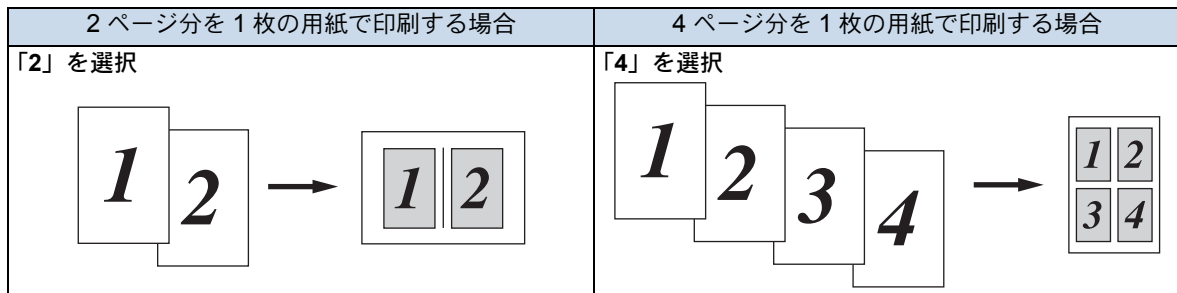 2 ページ分を 1 枚の用紙で印刷する場合
4 ページ分を 1 枚の用紙で印刷する場合
「2」を選択
1
2
1 2
「4」を選択
1
2
3
4
1 2
3 4